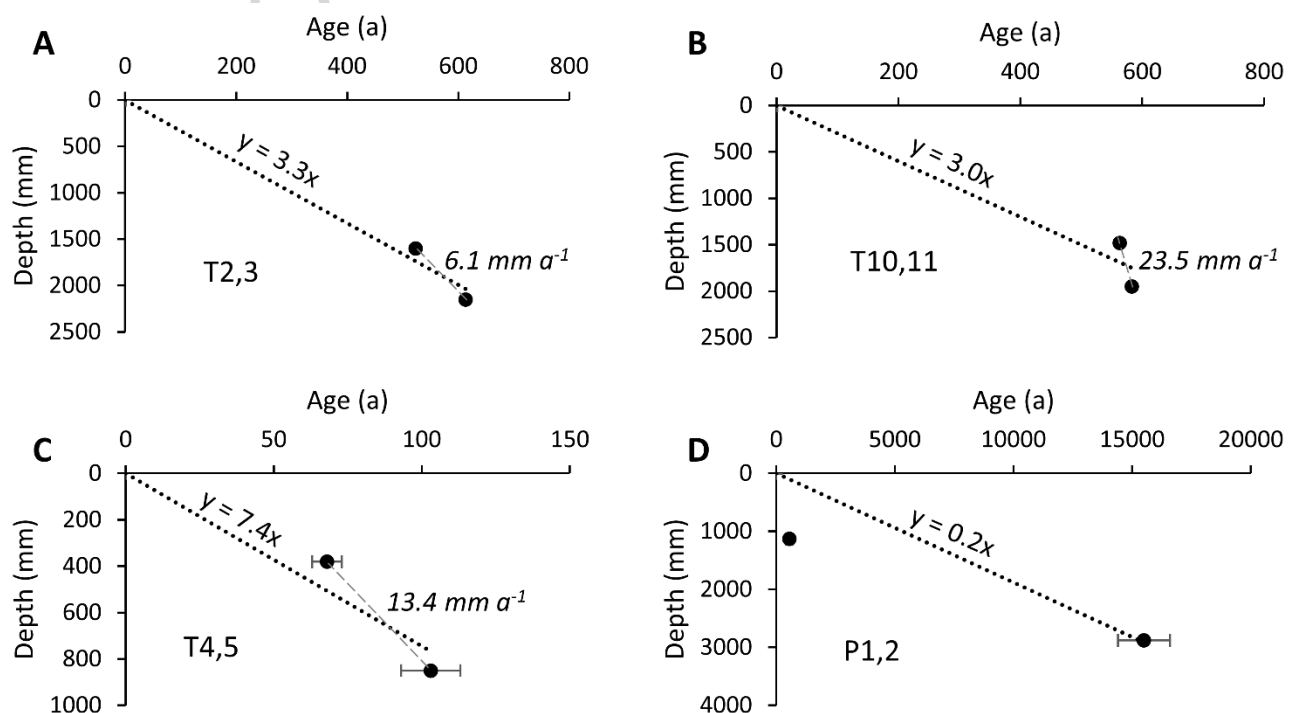 A
Age (a)
0 200 400 600 800
Depth (mm)
0
500
1000
1500
2000
2500
y = 3.3x
6.1 mm a⁻¹
T2,3
B
Age (a)
0 200 400 600 800
Depth (mm)
0
500
1000
1500
2000
2500
y = 3.0x
23.5 mm a⁻¹
T10,11
C
Age (a)
0 50 100 150
Depth (mm)
0
200
400
600
800
1000
y = 7.4x
13.4 mm a⁻¹
T4,5
D
Age (a)
0 5000 10000 15000 20000
Depth (mm)
0
1000
2000
3000
4000
y = 0.2x
P1,2